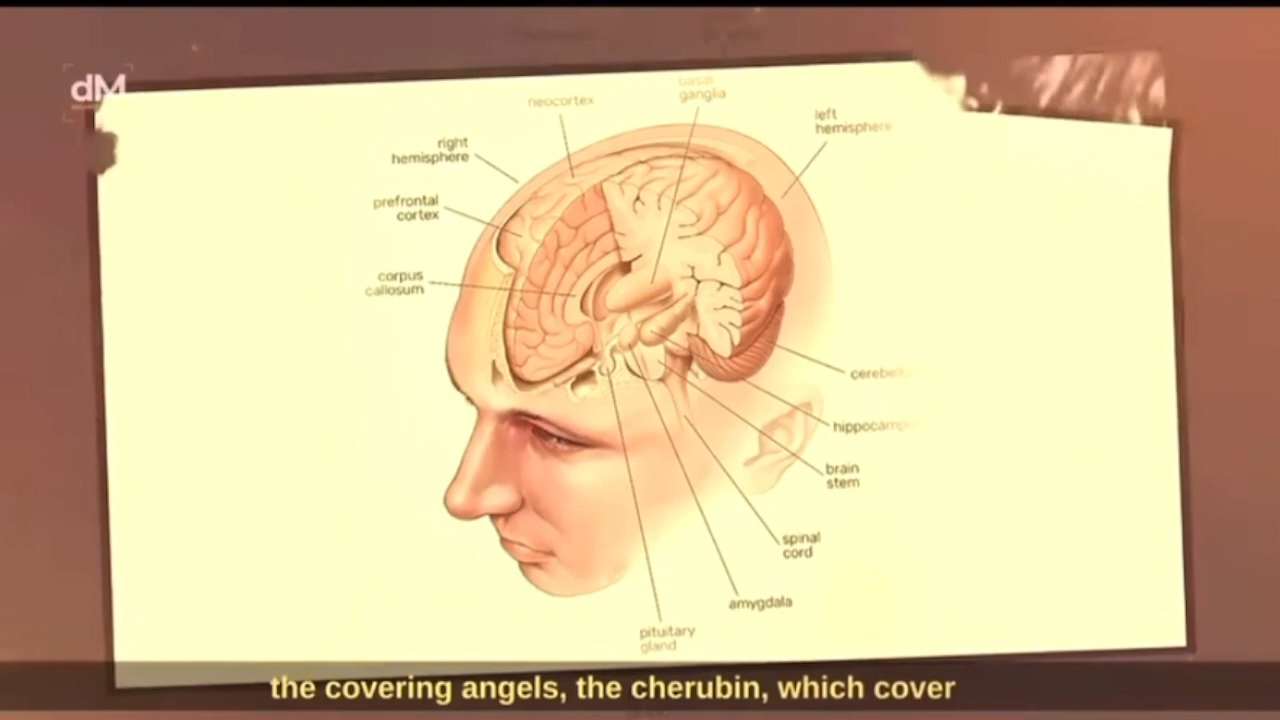 dM
neocortex
basal
ganglia
left
hemisphere
right
hemisphere
prefrontal
cortex
corpus
callosum
brain
stem
spinal
cord
amygdala
pituitary
gland
the covering angels, the cherubin, which cover